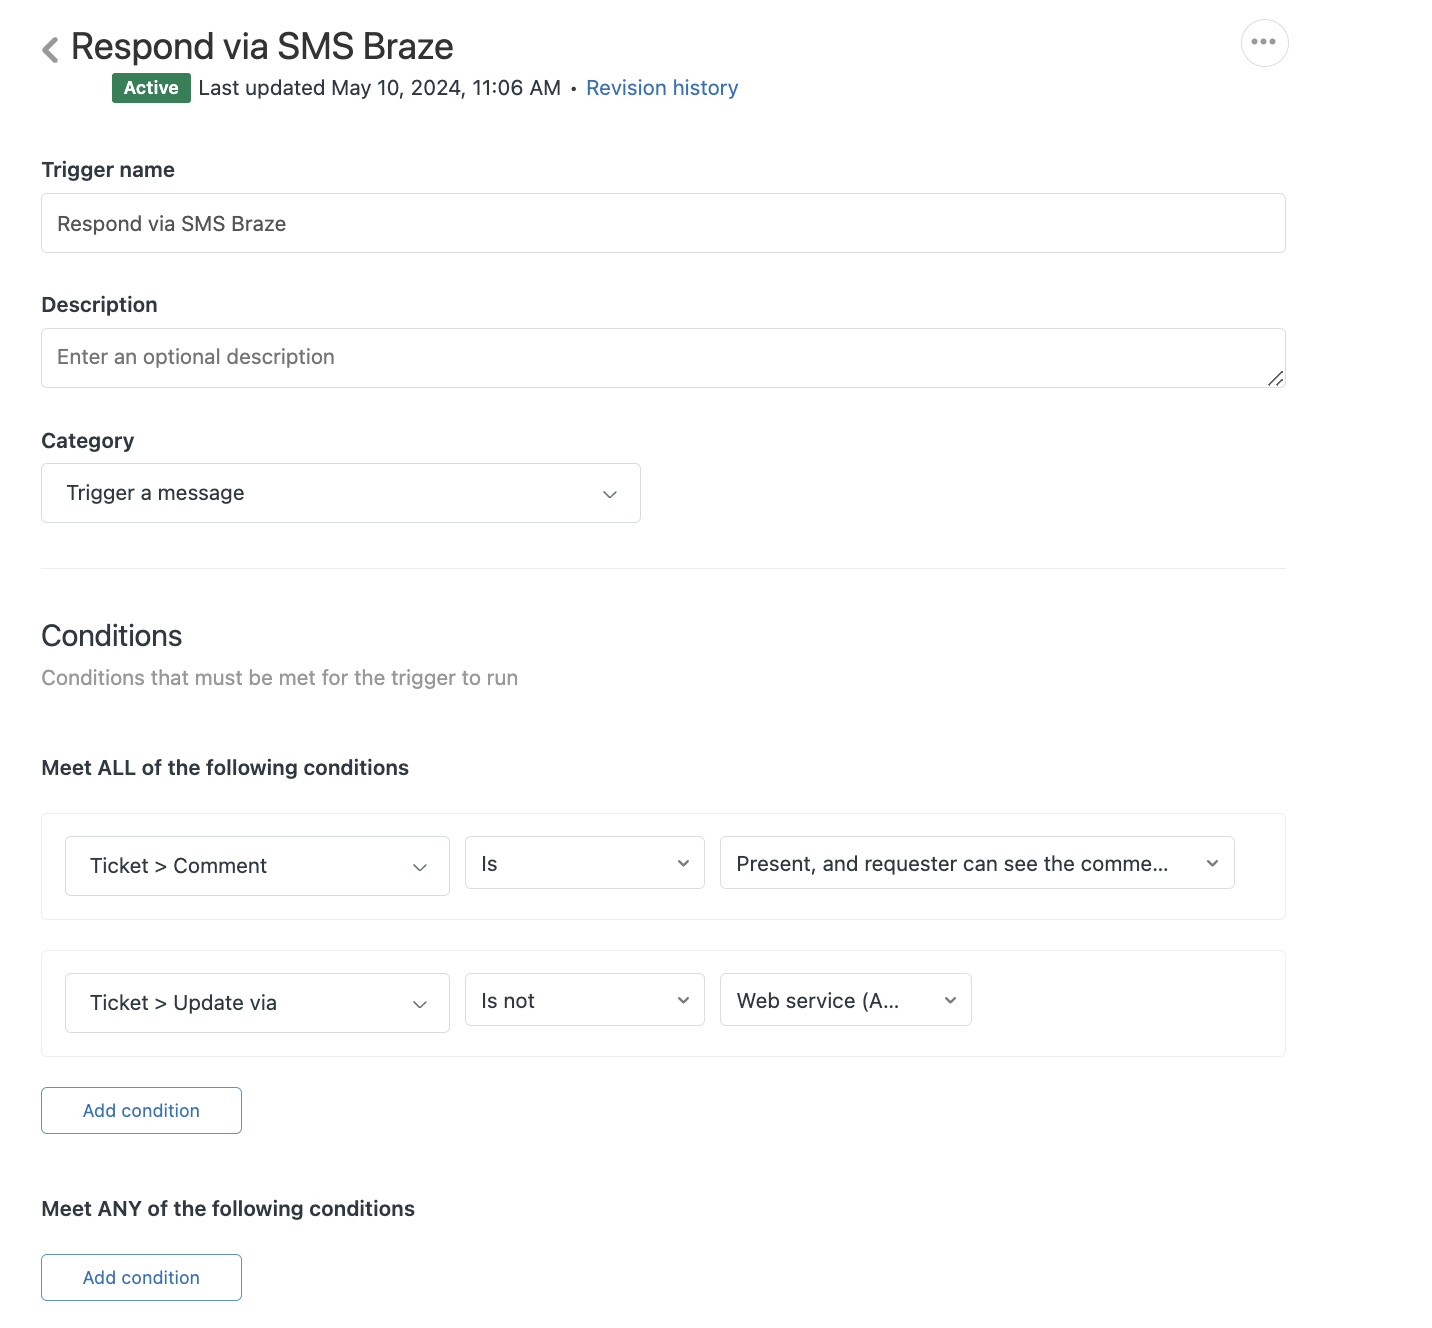 Respond via SMS Braze
Active Last updated May 10, 2024, 11:06 AM • Revision history
Trigger name
Respond via SMS Braze
Description
Enter an optional description
Category
Trigger a message
Conditions
Conditions that must be met for the trigger to run
Meet ALL of the following conditions
Ticket > Comment Is Present, and requester can see the comme...
Ticket > Update via Is not Web service (A...
Add condition
Meet ANY of the following conditions
Add condition